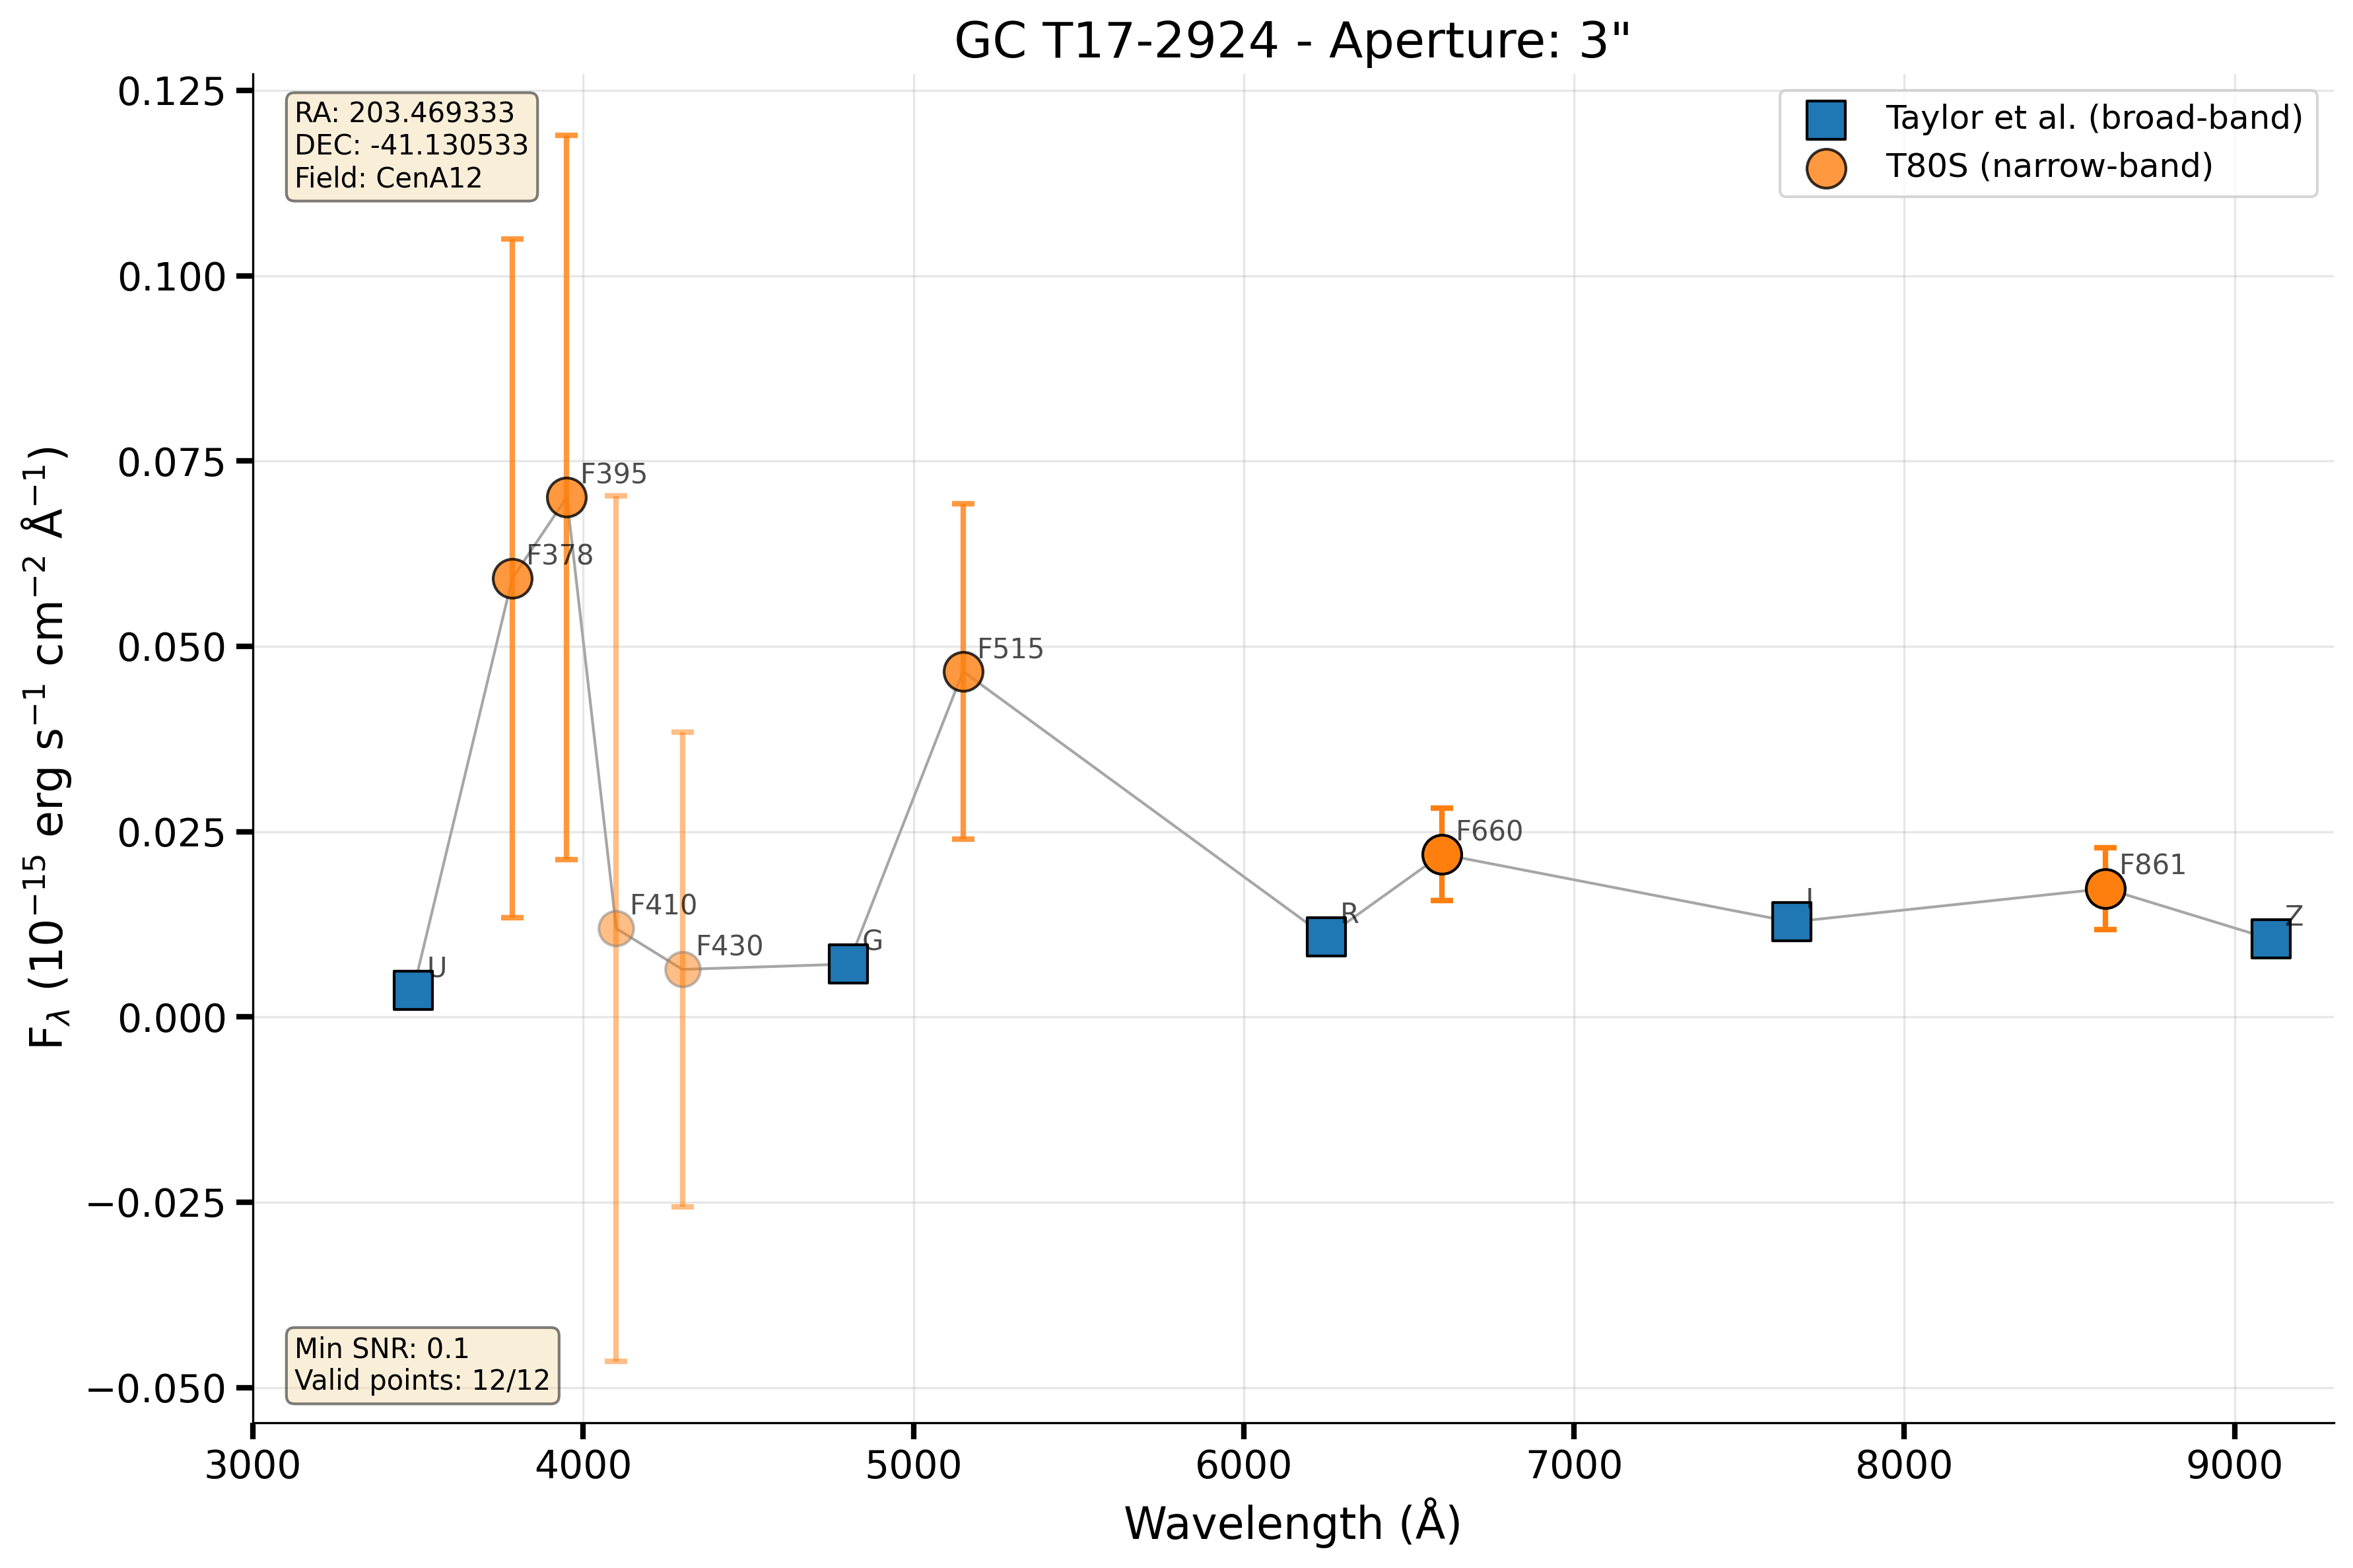 GC T17-2924 - Aperture: 3"
RA: 203.469333
DEC: -41.130533
Field: CenA12
Taylor et al. (broad-band)
T80S (narrow-band)
0.125
0.100
0.075
0.050
0.025
0.000
−0.025
−0.050
F_λ (10⁻¹⁵ erg s⁻¹ cm⁻² Å⁻¹)
U
F378
F395
F410
F430
G
F515
R
F660
I
F861
Z
Min SNR: 0.1
Valid points: 12/12
3000 4000 5000 6000 7000 8000 9000
Wavelength (Å)